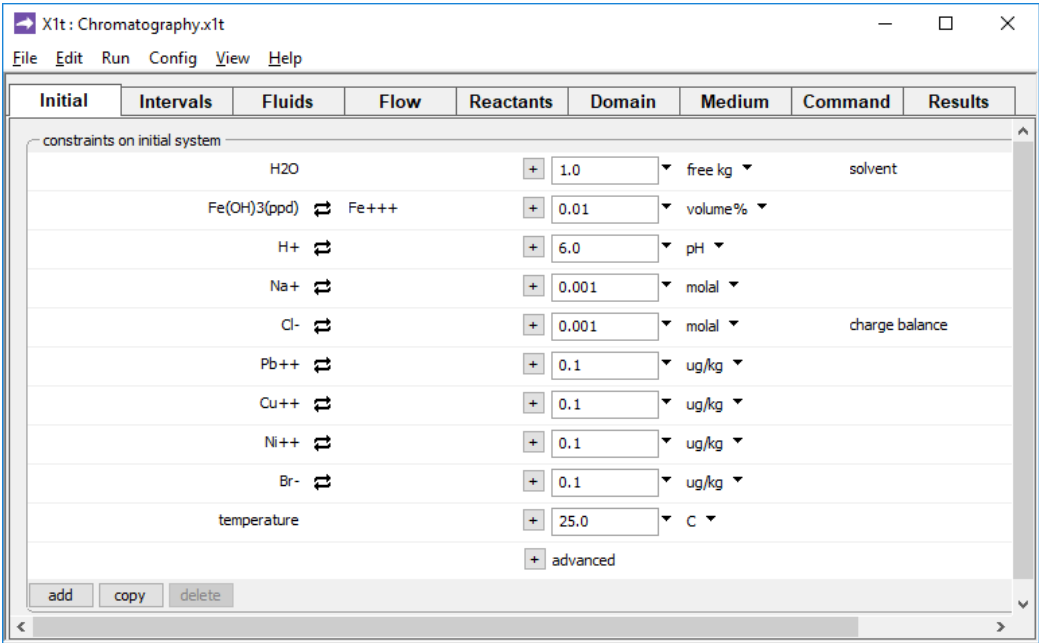 X1t : Chromatography.x1t
File Edit Run Config View Help
Initial Intervals Fluids Flow Reactants Domain Medium Command Results
constraints on initial system
H2O + 1.0 free kg solvent
Fe(OH)3(ppd) Fe+++ + 0.01 volume%
H+ + 6.0 pH
Na+ + 0.001 molal
Cl- + 0.001 molal charge balance
Pb++ + 0.1 ug/kg
Cu++ + 0.1 ug/kg
Ni++ + 0.1 ug/kg
Br- + 0.1 ug/kg
temperature + 25.0 C
+ advanced
add copy delete